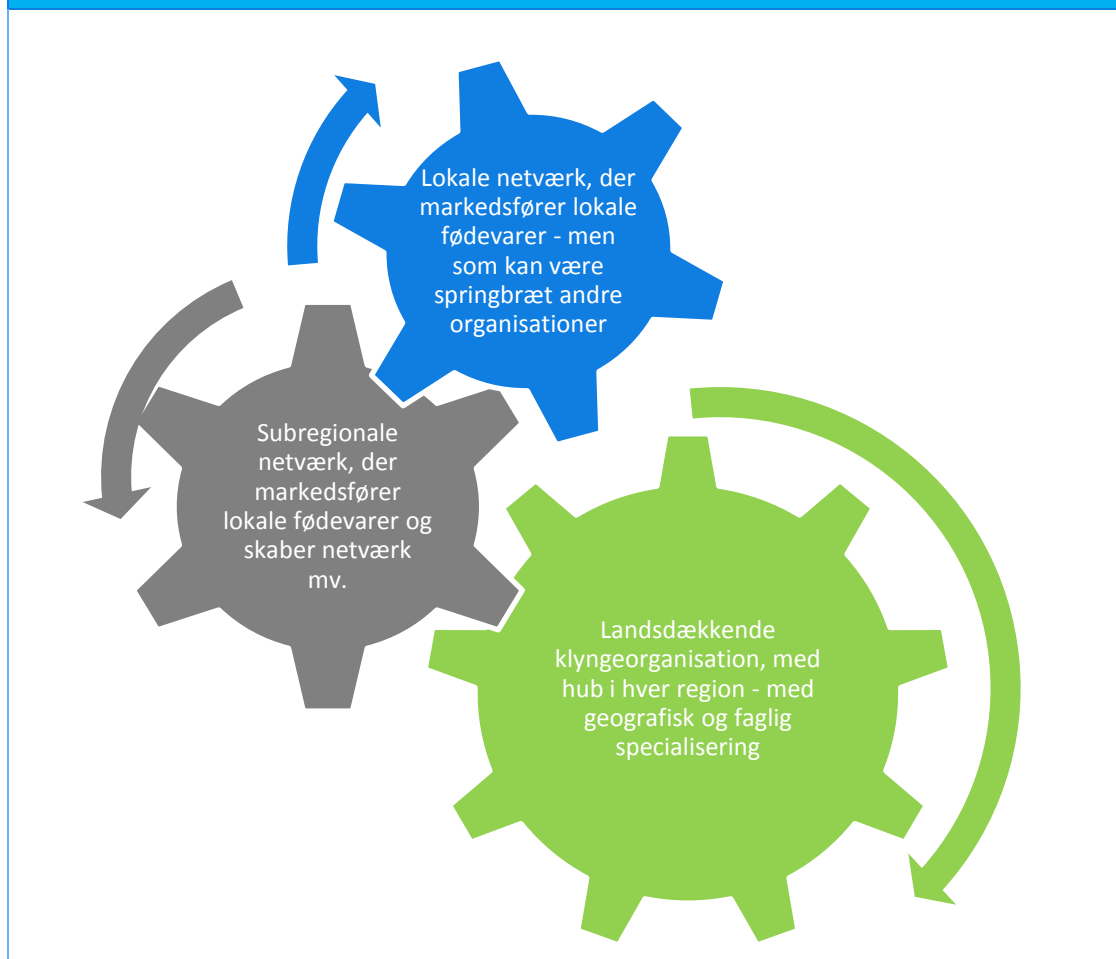 Lokale netværk, der
markedsfører lokale
fødevarer - men
som kan være
springbræt andre
organisationer
Subregionale
netværk, der
markedsfører
lokale fødevarer og
skaber netværk
mv.
Landsdækkende
klyngeorganisation, med
hub i hver region - med
geografisk og faglig
specialisering